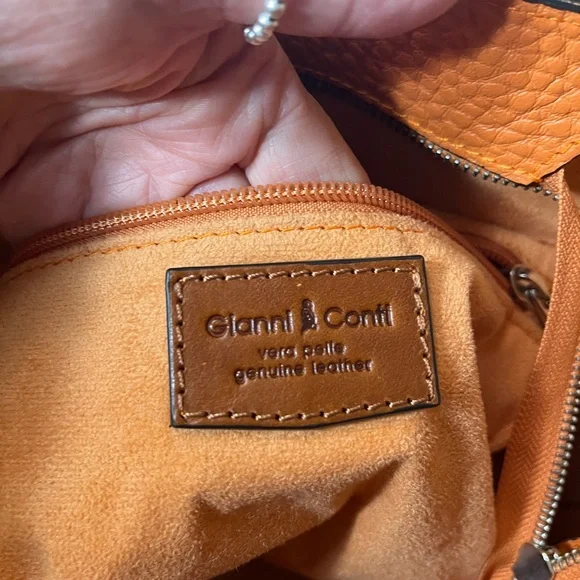 Gianni Conti
vera pelle
genuine leather